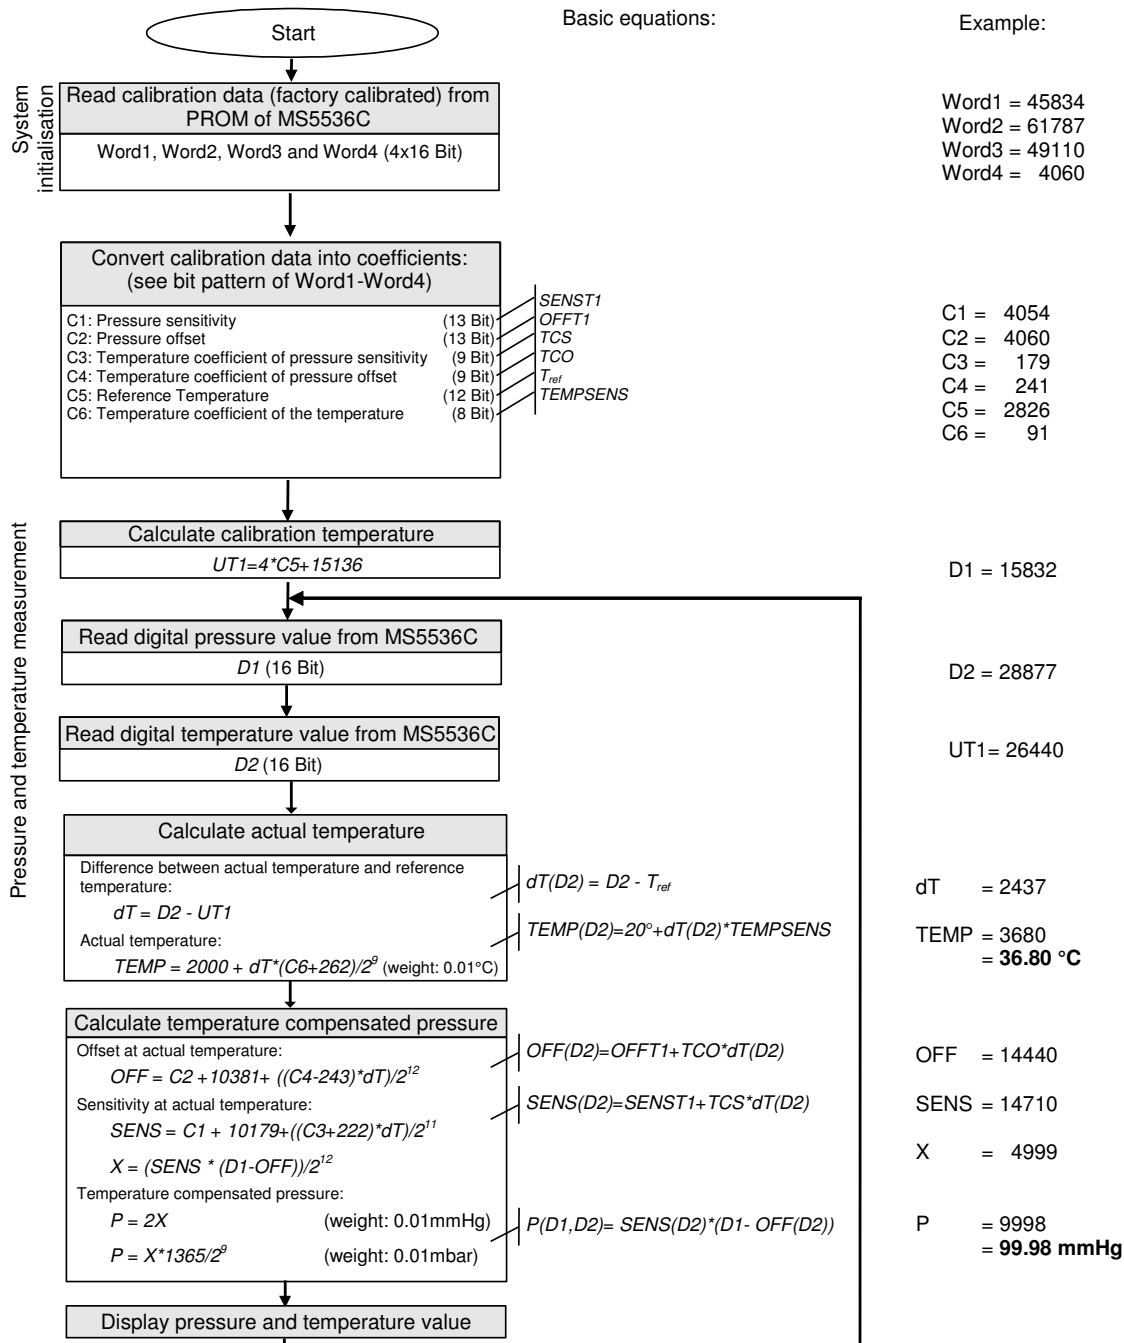 Start
Basic equations:
Example:
System
initialisation
Read calibration data (factory calibrated) from
PROM of MS5536C
Word1, Word2, Word3 and Word4 (4x16 Bit)
Word1 = 45834
Word2 = 61787
Word3 = 49110
Word4 = 4060
Convert calibration data into coefficients:
(see bit pattern of Word1-Word4)
C1: Pressure sensitivity (13 Bit) SENST1
C2: Pressure offset (13 Bit) OFFT1
C3: Temperature coefficient of pressure sensitivity (9 Bit) TCS
C4: Temperature coefficient of pressure offset (9 Bit) TCO
C5: Reference Temperature (12 Bit) Tref
C6: Temperature coefficient of the temperature (8 Bit) TEMPSENS
C1 = 4054
C2 = 4060
C3 = 179
C4 = 241
C5 = 2826
C6 = 91
Pressure and temperature measurement
Calculate calibration temperature
UT1=4*C5+15136
D1 = 15832
Read digital pressure value from MS5536C
D1 (16 Bit)
D2 = 28877
Read digital temperature value from MS5536C
D2 (16 Bit)
UT1= 26440
Calculate actual temperature
Difference between actual temperature and reference
temperature:
dT = D2 - UT1
dT(D2) = D2 - Tref
dT = 2437
Actual temperature:
TEMP = 2000 + dT*(C6+262)/2⁹ (weight: 0.01°C)
TEMP(D2)=20°+dT(D2)*TEMPSENS
TEMP = 3680
= 36.80 °C
Calculate temperature compensated pressure
Offset at actual temperature:
OFF = C2 +10381+ ((C4-243)*dT)/2¹²
OFF(D2)=OFFT1+TCO*dT(D2)
OFF = 14440
Sensitivity at actual temperature:
SENS = C1 + 10179+((C3+222)*dT)/2¹¹
SENS(D2)=SENST1+TCS*dT(D2)
SENS = 14710
X = (SENS * (D1-OFF))/2¹²
X = 4999
Temperature compensated pressure:
P = 2X (weight: 0.01mmHg)
P = X*1365/2⁹ (weight: 0.01mbar)
P(D1,D2)= SENS(D2)*(D1- OFF(D2))
P = 9998
= 99.98 mmHg
Display pressure and temperature value